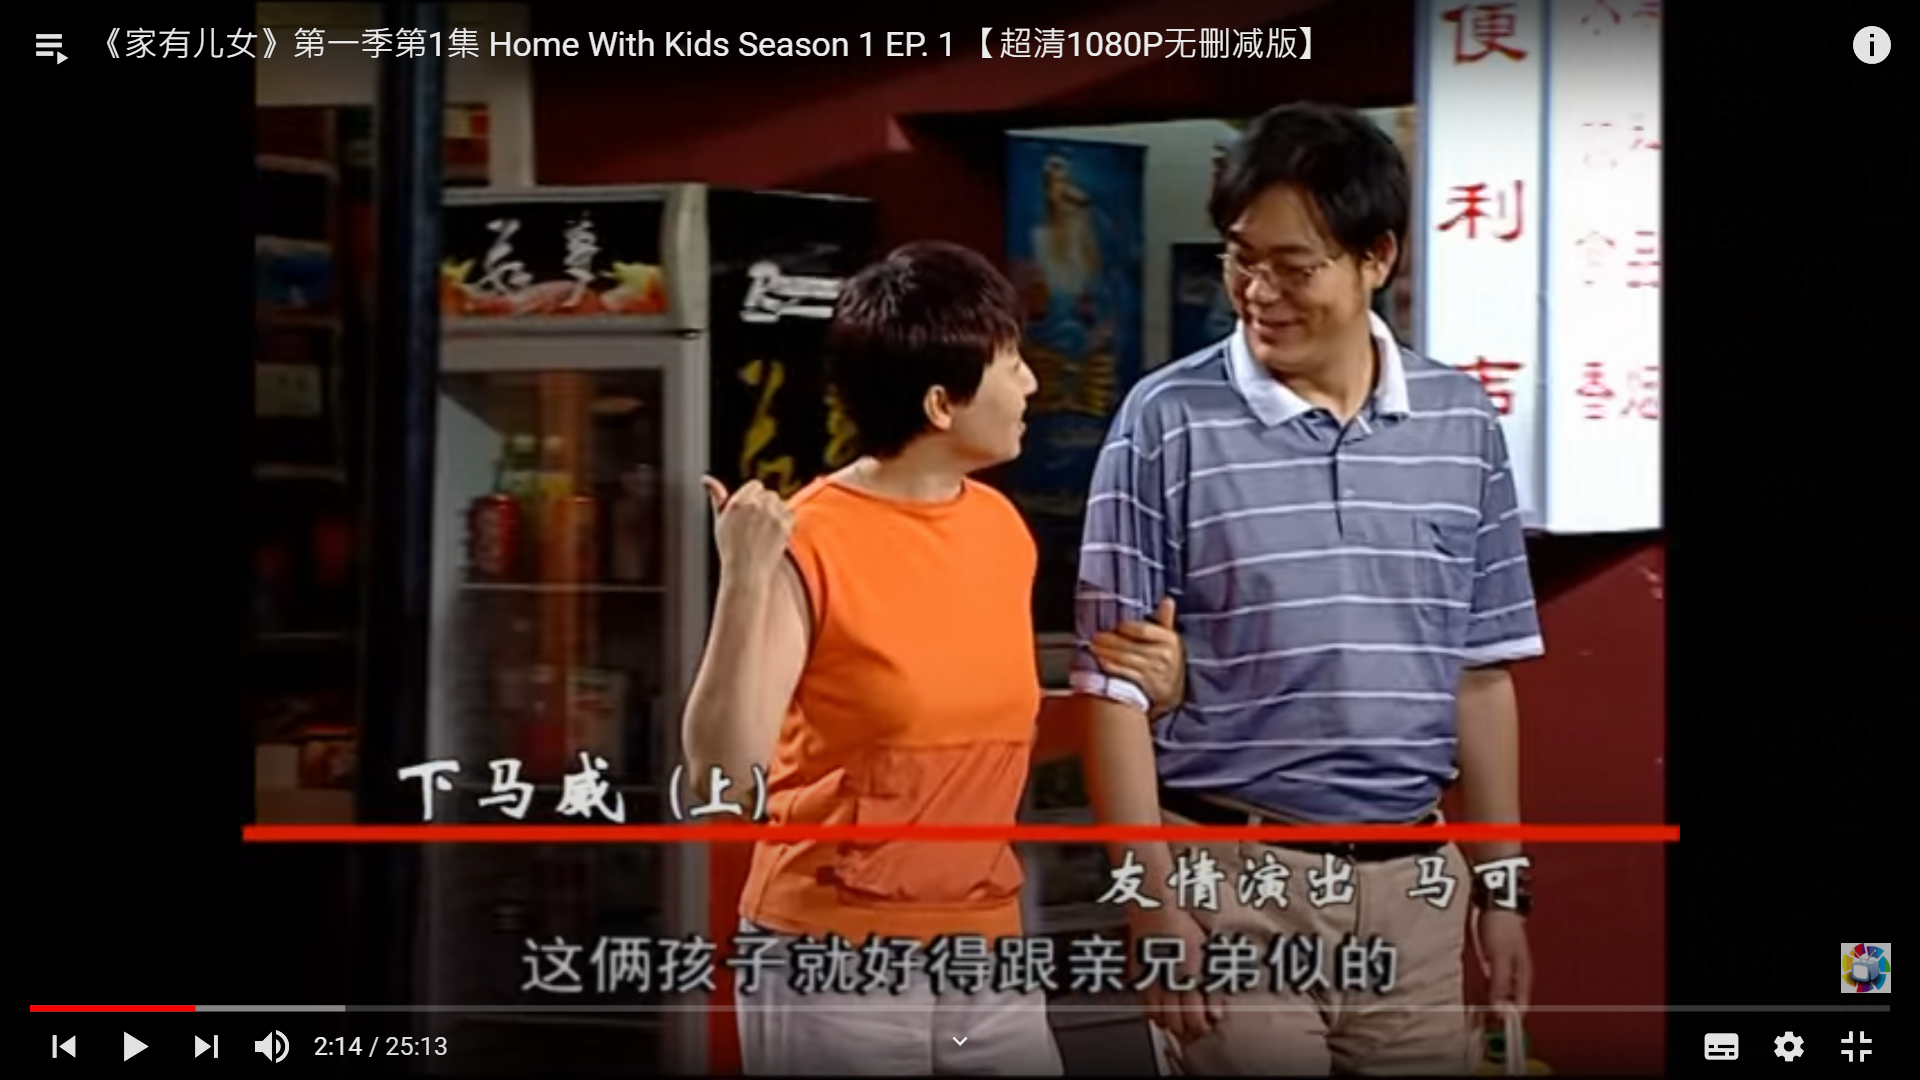 《家有儿女》第一季第1集 Home With Kids Season 1 EP. 1 【超清1080P无删减版】
便
利
吉
下马威 (上)
友情演出 马可
这俩孩子就好得跟亲兄弟似的
2:14 / 25:13